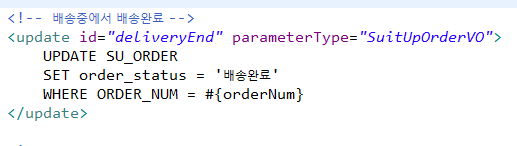 <!-- 배송중에서 배송완료 -->
<update id="deliveryEnd" parameterType="SuitUpOrderVO">
UPDATE SU_ORDER
SET order_status = '배송완료'
WHERE ORDER_NUM = #{orderNum}
</update>